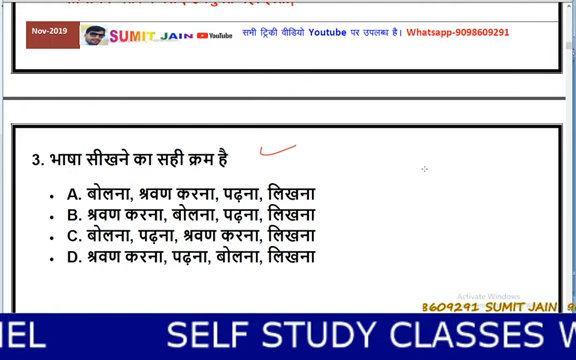 Nov-2019
SUMIT JAIN YouTube सभी ट्रिकी वीडियो Youtube पर उपलब्ध है। Whatsapp-9098609291
3. भाषा सीखने का सही क्रम है
• A. बोलना, श्रवण करना, पढ़ना, लिखना
• B. श्रवण करना, बोलना, पढ़ना, लिखना
• C. बोलना, पढ़ना, श्रवण करना, लिखना
• D. श्रवण करना, पढ़ना, बोलना, लिखना
Activate Windows
8609291 SUMIT JAIN
NEL SELF STUDY CLASSES W